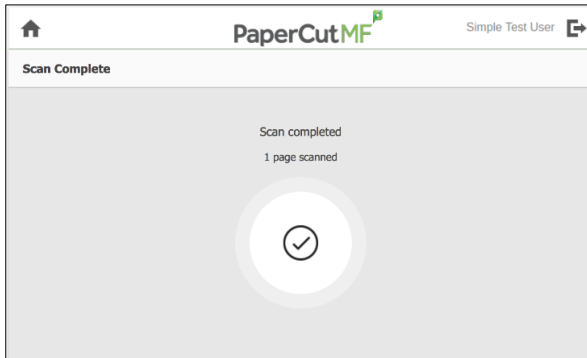 PaperCutMF
Simple Test User
Scan Complete
Scan completed
1 page scanned